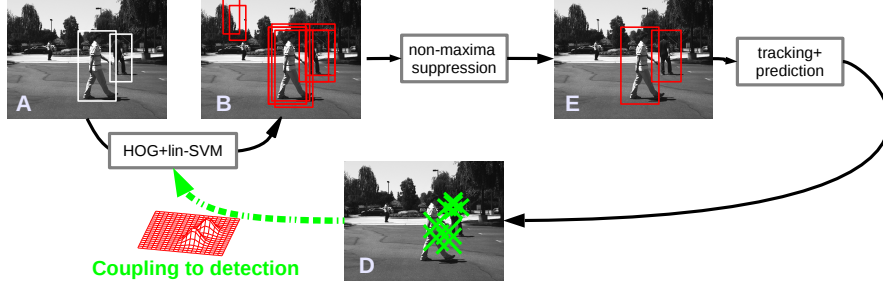 A
B
non-maxima
suppression
E
tracking+
prediction
HOG+lin-SVM
D
Coupling to detection